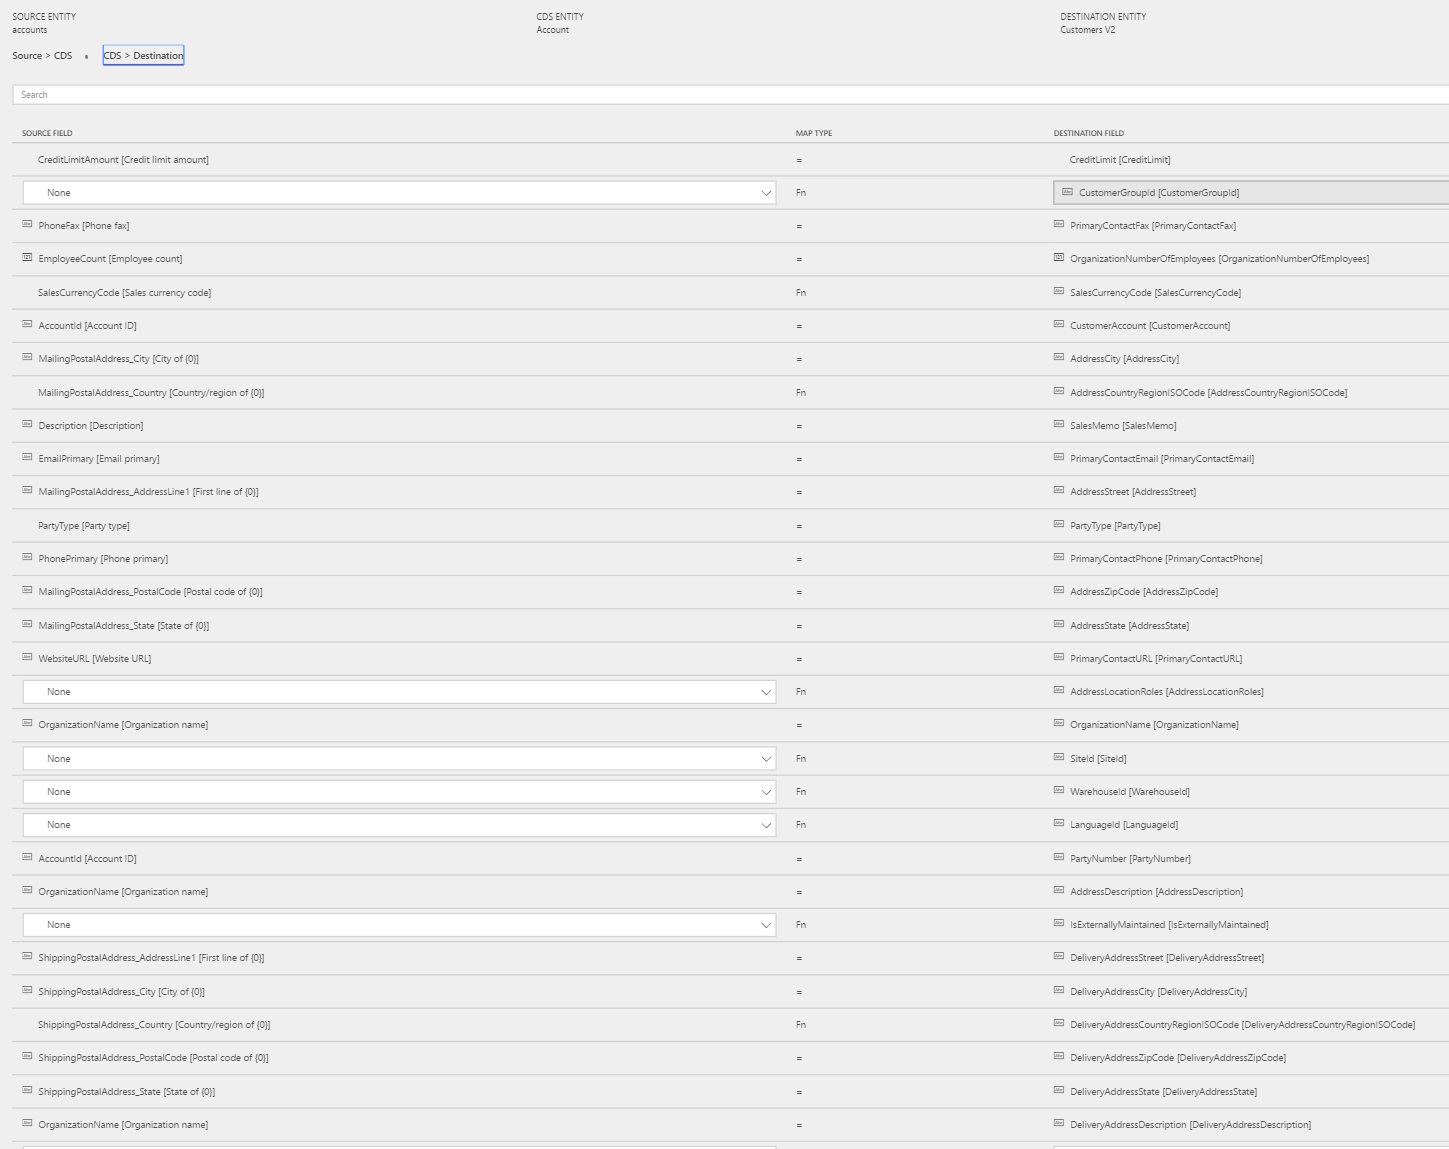 SOURCE ENTITY CDS ENTITY DESTINATION ENTITY
accounts Account Customers V2
Source > CDS CDS > Destination
Search
SOURCE FIELD MAP TYPE DESTINATION FIELD
CreditLimitAmount [Credit limit amount] = CreditLimit [CreditLimit]
None Fn CustomerGroupId [CustomerGroupId]
PhoneFax [Phone fax] = PrimaryContactFax [PrimaryContactFax]
EmployeeCount [Employee count] = OrganizationNumberOfEmployees [OrganizationNumberOfEmployees]
SalesCurrencyCode [Sales currency code] Fn SalesCurrencyCode [SalesCurrencyCode]
AccountId [Account ID] = CustomerAccount [CustomerAccount]
MailingPostalAddress_City [City of {0}] = AddressCity [AddressCity]
MailingPostalAddress_Country [Country/region of {0}] Fn AddressCountryRegionISOCode [AddressCountryRegionISOCode]
Description [Description] = SalesMemo [SalesMemo]
EmailPrimary [Email primary] = PrimaryContactEmail [PrimaryContactEmail]
MailingPostalAddress_AddressLine1 [First line of {0}] = AddressStreet [AddressStreet]
PartyType [Party type] = PartyType [PartyType]
PhonePrimary [Phone primary] = PrimaryContactPhone [PrimaryContactPhone]
MailingPostalAddress_PostalCode [Postal code of {0}] = AddressZipCode [AddressZipCode]
MailingPostalAddress_State [State of {0}] = AddressState [AddressState]
WebsiteURL [Website URL] = PrimaryContactURL [PrimaryContactURL]
None Fn AddressLocationRoles [AddressLocationRoles]
OrganizationName [Organization name] = OrganizationName [OrganizationName]
None Fn SiteId [SiteId]
None Fn WarehouseId [WarehouseId]
None Fn LanguageId [LanguageId]
AccountId [Account ID] = PartyNumber [PartyNumber]
OrganizationName [Organization name] = AddressDescription [AddressDescription]
None Fn IsExternallyMaintained [IsExternallyMaintained]
ShippingPostalAddress_AddressLine1 [First line of {0}] = DeliveryAddressStreet [DeliveryAddressStreet]
ShippingPostalAddress_City [City of {0}] = DeliveryAddressCity [DeliveryAddressCity]
ShippingPostalAddress_Country [Country/region of {0}] Fn DeliveryAddressCountryRegionISOCode [DeliveryAddressCountryRegionISOCode]
ShippingPostalAddress_PostalCode [Postal code of {0}] = DeliveryAddressZipCode [DeliveryAddressZipCode]
ShippingPostalAddress_State [State of {0}] = DeliveryAddressState [DeliveryAddressState]
OrganizationName [Organization name] = DeliveryAddressDescription [DeliveryAddressDescription]